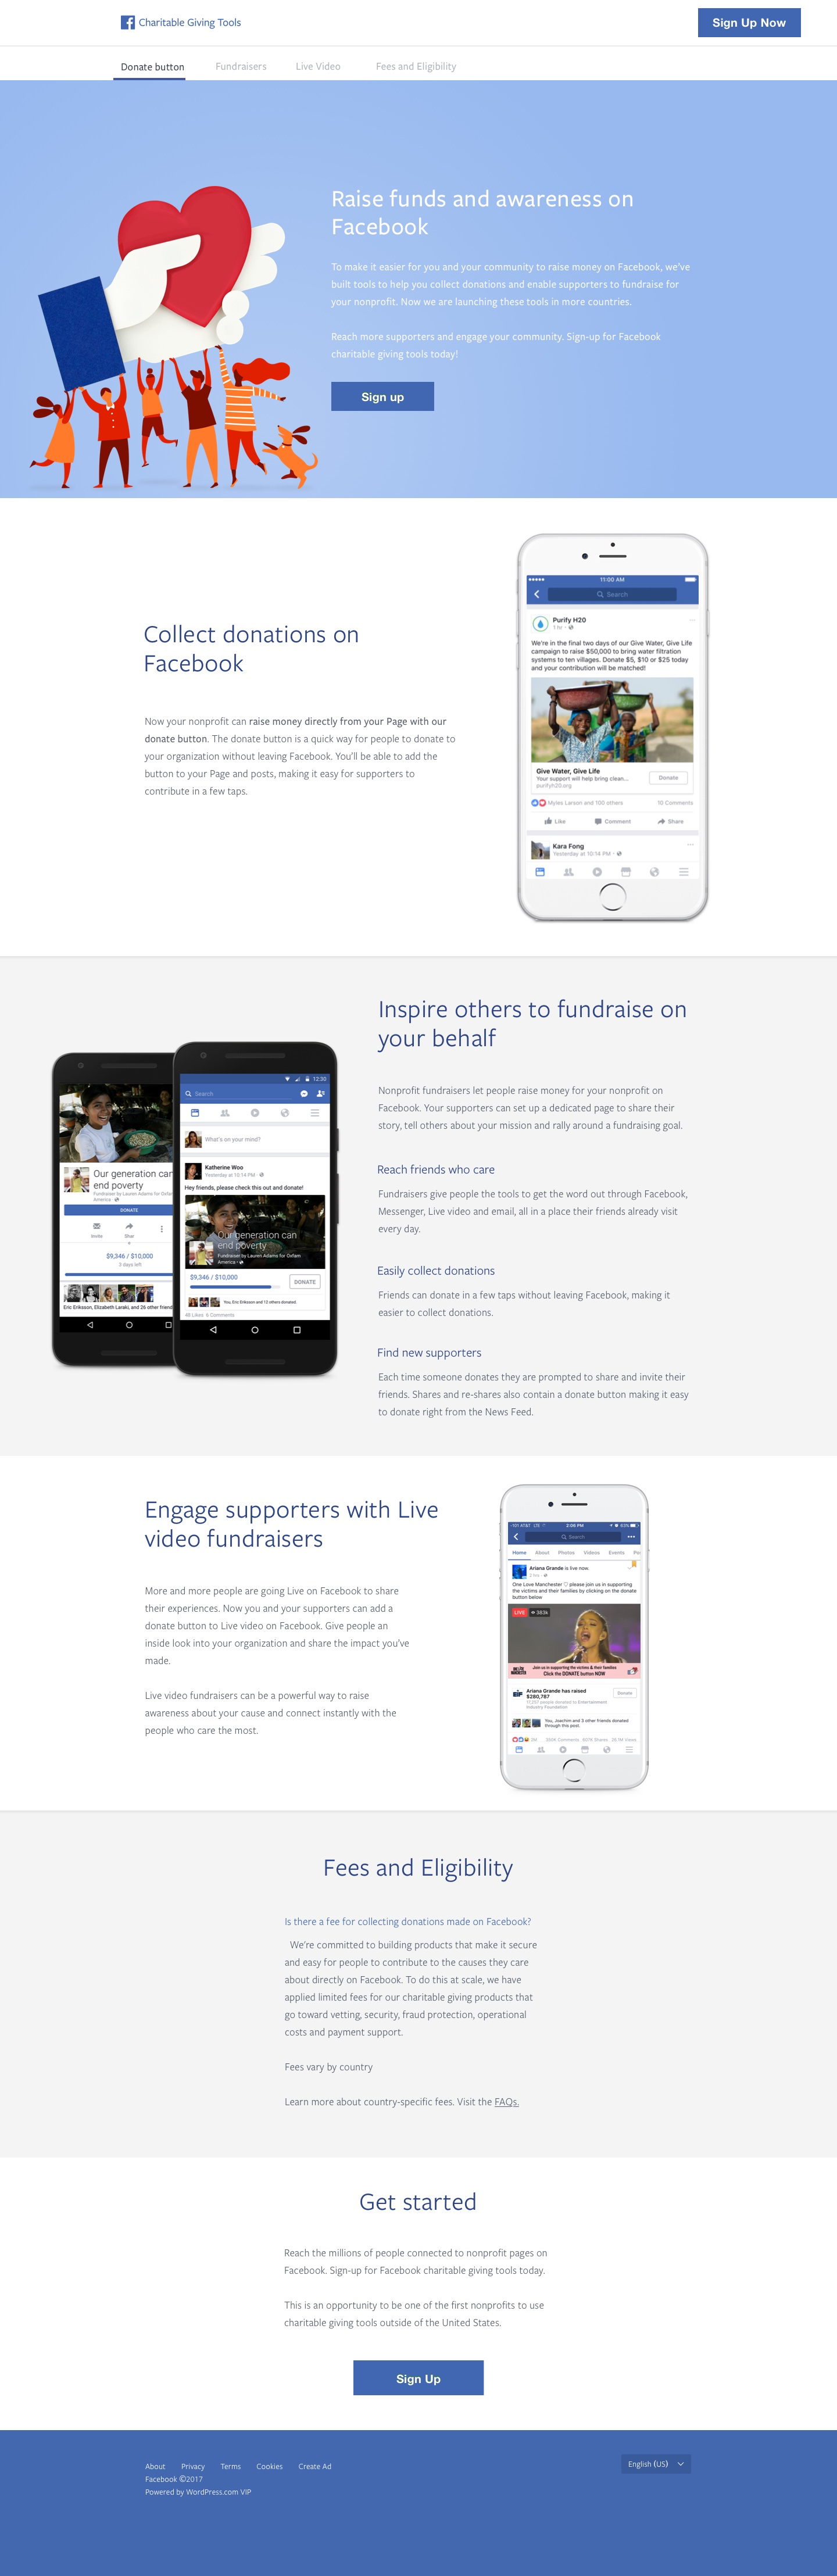 Charitable Giving Tools
Sign Up Now
Donate button
Fundraisers
Live Video
Fees and Eligibility
Raise funds and awareness on
Facebook
To make it easier for you and your community to raise money on Facebook, we've
built tools to help you collect donations and enable supporters to fundraise for
your nonprofit. Now we are launching these tools in more countries.
Reach more supporters and engage your community. Sign-up for Facebook
charitable giving tools today!
Sign up
11:00 AM
Search
Purify H20
1 hr
We're in the final two days of our Give Water, Give Life
campaign to raise $50,000 to bring water filtration
systems to ten villages. Donate $5, $10 or $25 today
and your contribution will be matched!
Give Water, Give Life
Your support will help bring clean...
purifyh20.org
Donate
Myles Larson and 100 others
10 Comments
Like
Comment
Share
Kara Fong
Yesterday at 10:14 PM
Collect donations on
Facebook
Now your nonprofit can raise money directly from your Page with our
donate button. The donate button is a quick way for people to donate to
your organization without leaving Facebook. You'll be able to add the
button to your Page and posts, making it easy for supporters to
contribute in a few taps.
Inspire others to fundraise on
your behalf
Nonprofit fundraisers let people raise money for your nonprofit on
Facebook. Your supporters can set up a dedicated page to share their
story, tell others about your mission and rally around a fundraising goal.
Reach friends who care
Fundraisers give people the tools to get the word out through Facebook,
Messenger, Live video and email, all in a place their friends already visit
every day.
Easily collect donations
Friends can donate in a few taps without leaving Facebook, making it
easier to collect donations.
Find new supporters
Each time someone donates they are prompted to share and invite their
friends. Shares and re-shares also contain a donate button making it easy
to donate right from the News Feed.
Our generation can
end poverty
Fundraiser by Lauren Adams for Oxfam
America
DONATE
Invite
Share
$9,346 / $10,000
3 days left
Eric Eriksson, Elizabeth Laraki, and 26 other friend
12:30
Search
What's on your mind?
Katherine Woo
Yesterday at 10:14 PM
Hey friends, please check this out and donate!
Our generation can
end poverty
Fundraiser by Lauren Adams for Oxfam
America
$9,346 / $10,000
DONATE
You, Eric Eriksson and 12 others donated.
48 Likes 6 Comments
Engage supporters with Live
video fundraisers
More and more people are going Live on Facebook to share
their experiences. Now you and your supporters can add a
donate button to Live video on Facebook. Give people an
inside look into your organization and share the impact you've
made.
Live video fundraisers can be a powerful way to raise
awareness about your cause and connect instantly with the
people who care the most.
AT&T LTE
2:08 PM
Search
Home
About
Photos
Videos
Events
Ariana Grande is live now.
One Love Manchester ♡ please join us in supporting
the victims and their families by clicking on the donate
button below
LIVE
383k
Join us in supporting the victims & their families
Click the DONATE button NOW
Ariana Grande has raised
$280,787
Donate
Industry Foundation
You, Joachim and 3 other friends donated
through this post.
Fees and Eligibility
Is there a fee for collecting donations made on Facebook?
We're committed to building products that make it secure
and easy for people to contribute to the causes they care
about directly on Facebook. To do this at scale, we have
applied limited fees for our charitable giving products that
go toward vetting, security, fraud protection, operational
costs and payment support.
Fees vary by country
Learn more about country-specific fees. Visit the FAQs.
Get started
Reach the millions of people connected to nonprofit pages on
Facebook. Sign-up for Facebook charitable giving tools today.
This is an opportunity to be one of the first nonprofits to use
charitable giving tools outside of the United States.
Sign Up
About
Privacy
Terms
Cookies
Create Ad
Facebook ©2017
Powered by WordPress.com VIP
English (US)